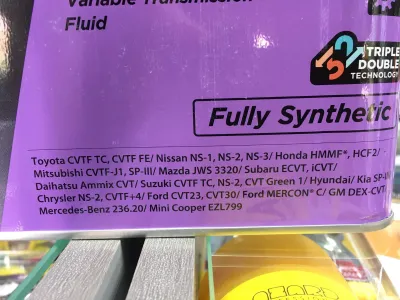 Variable Transmission
Fluid
TRIPLE
DOUBLE
TECHNOLOGY
Fully Synthetic
Toyota CVTF TC, CVTF FE/ Nissan NS-1, NS-2, NS-3/ Honda HMMF*, HCF2/
Mitsubishi CVTF-J1, SP-III/ Mazda JWS 3320/ Subaru ECVT, iCVT/
Daihatsu Ammix CVT/ Suzuki CVTF TC, NS-2, CVT Green 1/ Hyundai/ Kia SP-III/
Chrysler NS-2, CVTF+4/ Ford CVT23, CVT30/ Ford MERCON® C/ GM DEX-CVT
Mercedes-Benz 236.20/ Mini Cooper EZL799